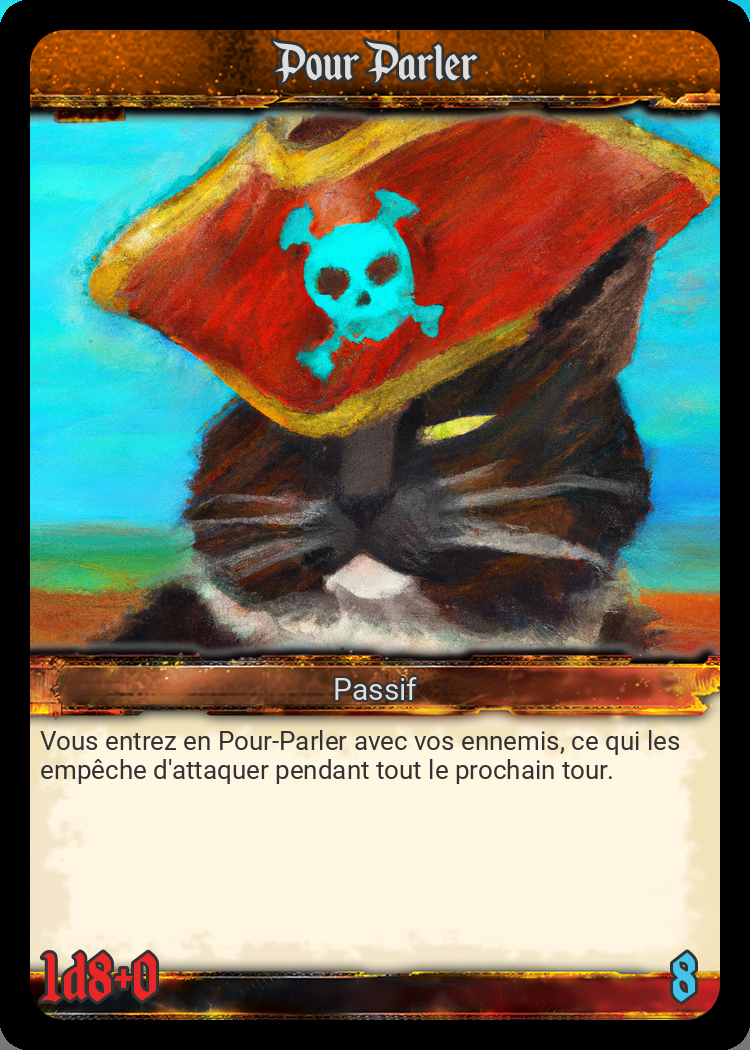 Pour Parler
Passif
Vous entrez en Pour-Parler avec vos ennemis, ce qui les
empêche d'attaquer pendant tout le prochain tour.
1d8+0
8